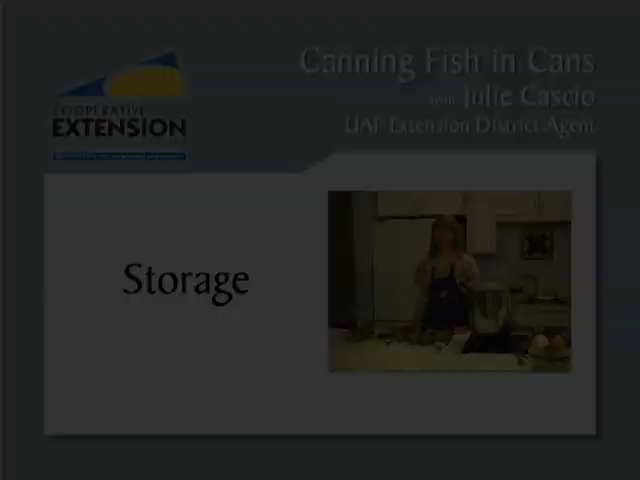 Canning Fish in Cans
with Julie Cascio
UAF Extension District Agent
COOPERATIVE
EXTENSION
Storage